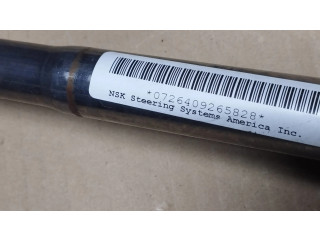 *0726409265828*
NSK Steering Systems America Inc.